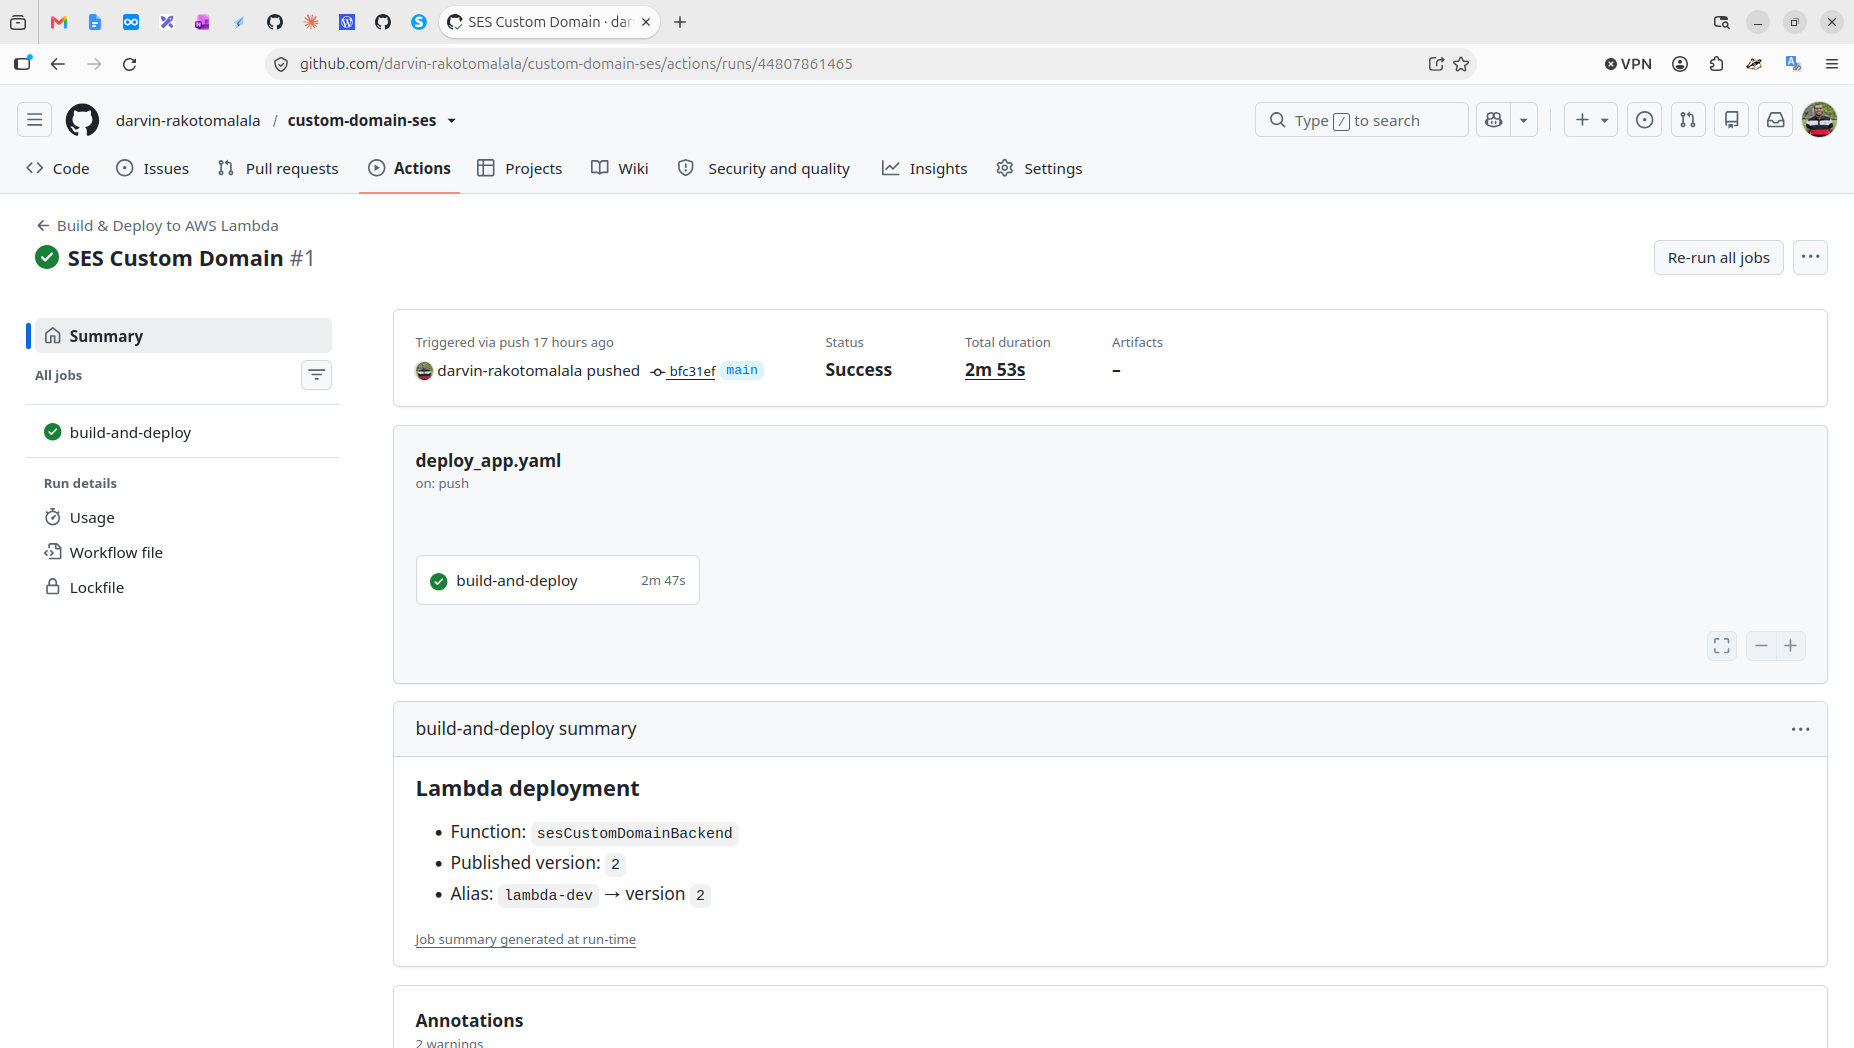 SES Custom Domain · dar
github.com/darvin-rakotomalala/custom-domain-ses/actions/runs/44807861465
VPN
darvin-rakotomalala / custom-domain-ses
Type / to search
Code
Issues
Pull requests
Actions
Projects
Wiki
Security and quality
Insights
Settings
Build & Deploy to AWS Lambda
SES Custom Domain #1
Re-run all jobs
Summary
All jobs
build-and-deploy
Run details
Usage
Workflow file
Lockfile
Triggered via push 17 hours ago
darvin-rakotomalala pushed bfc31ef main
Status
Success
Total duration
2m 53s
Artifacts
–
deploy_app.yaml
on: push
build-and-deploy 2m 47s
build-and-deploy summary
Lambda deployment
• Function: sesCustomDomainBackend
• Published version: 2
• Alias: lambda-dev → version 2
Job summary generated at run-time
Annotations
2 warnings